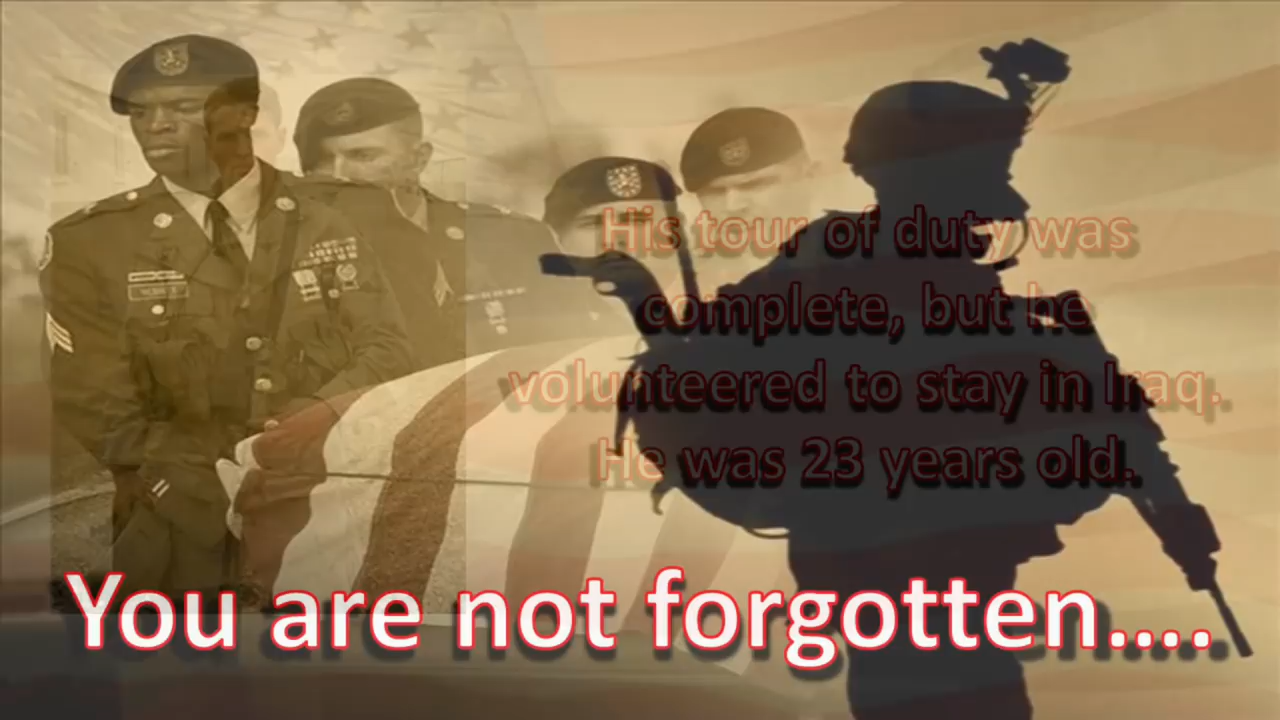 His tour of duty was
complete, but he
volunteered to stay in Iraq.
He was 23 years old.
You are not forgotten....